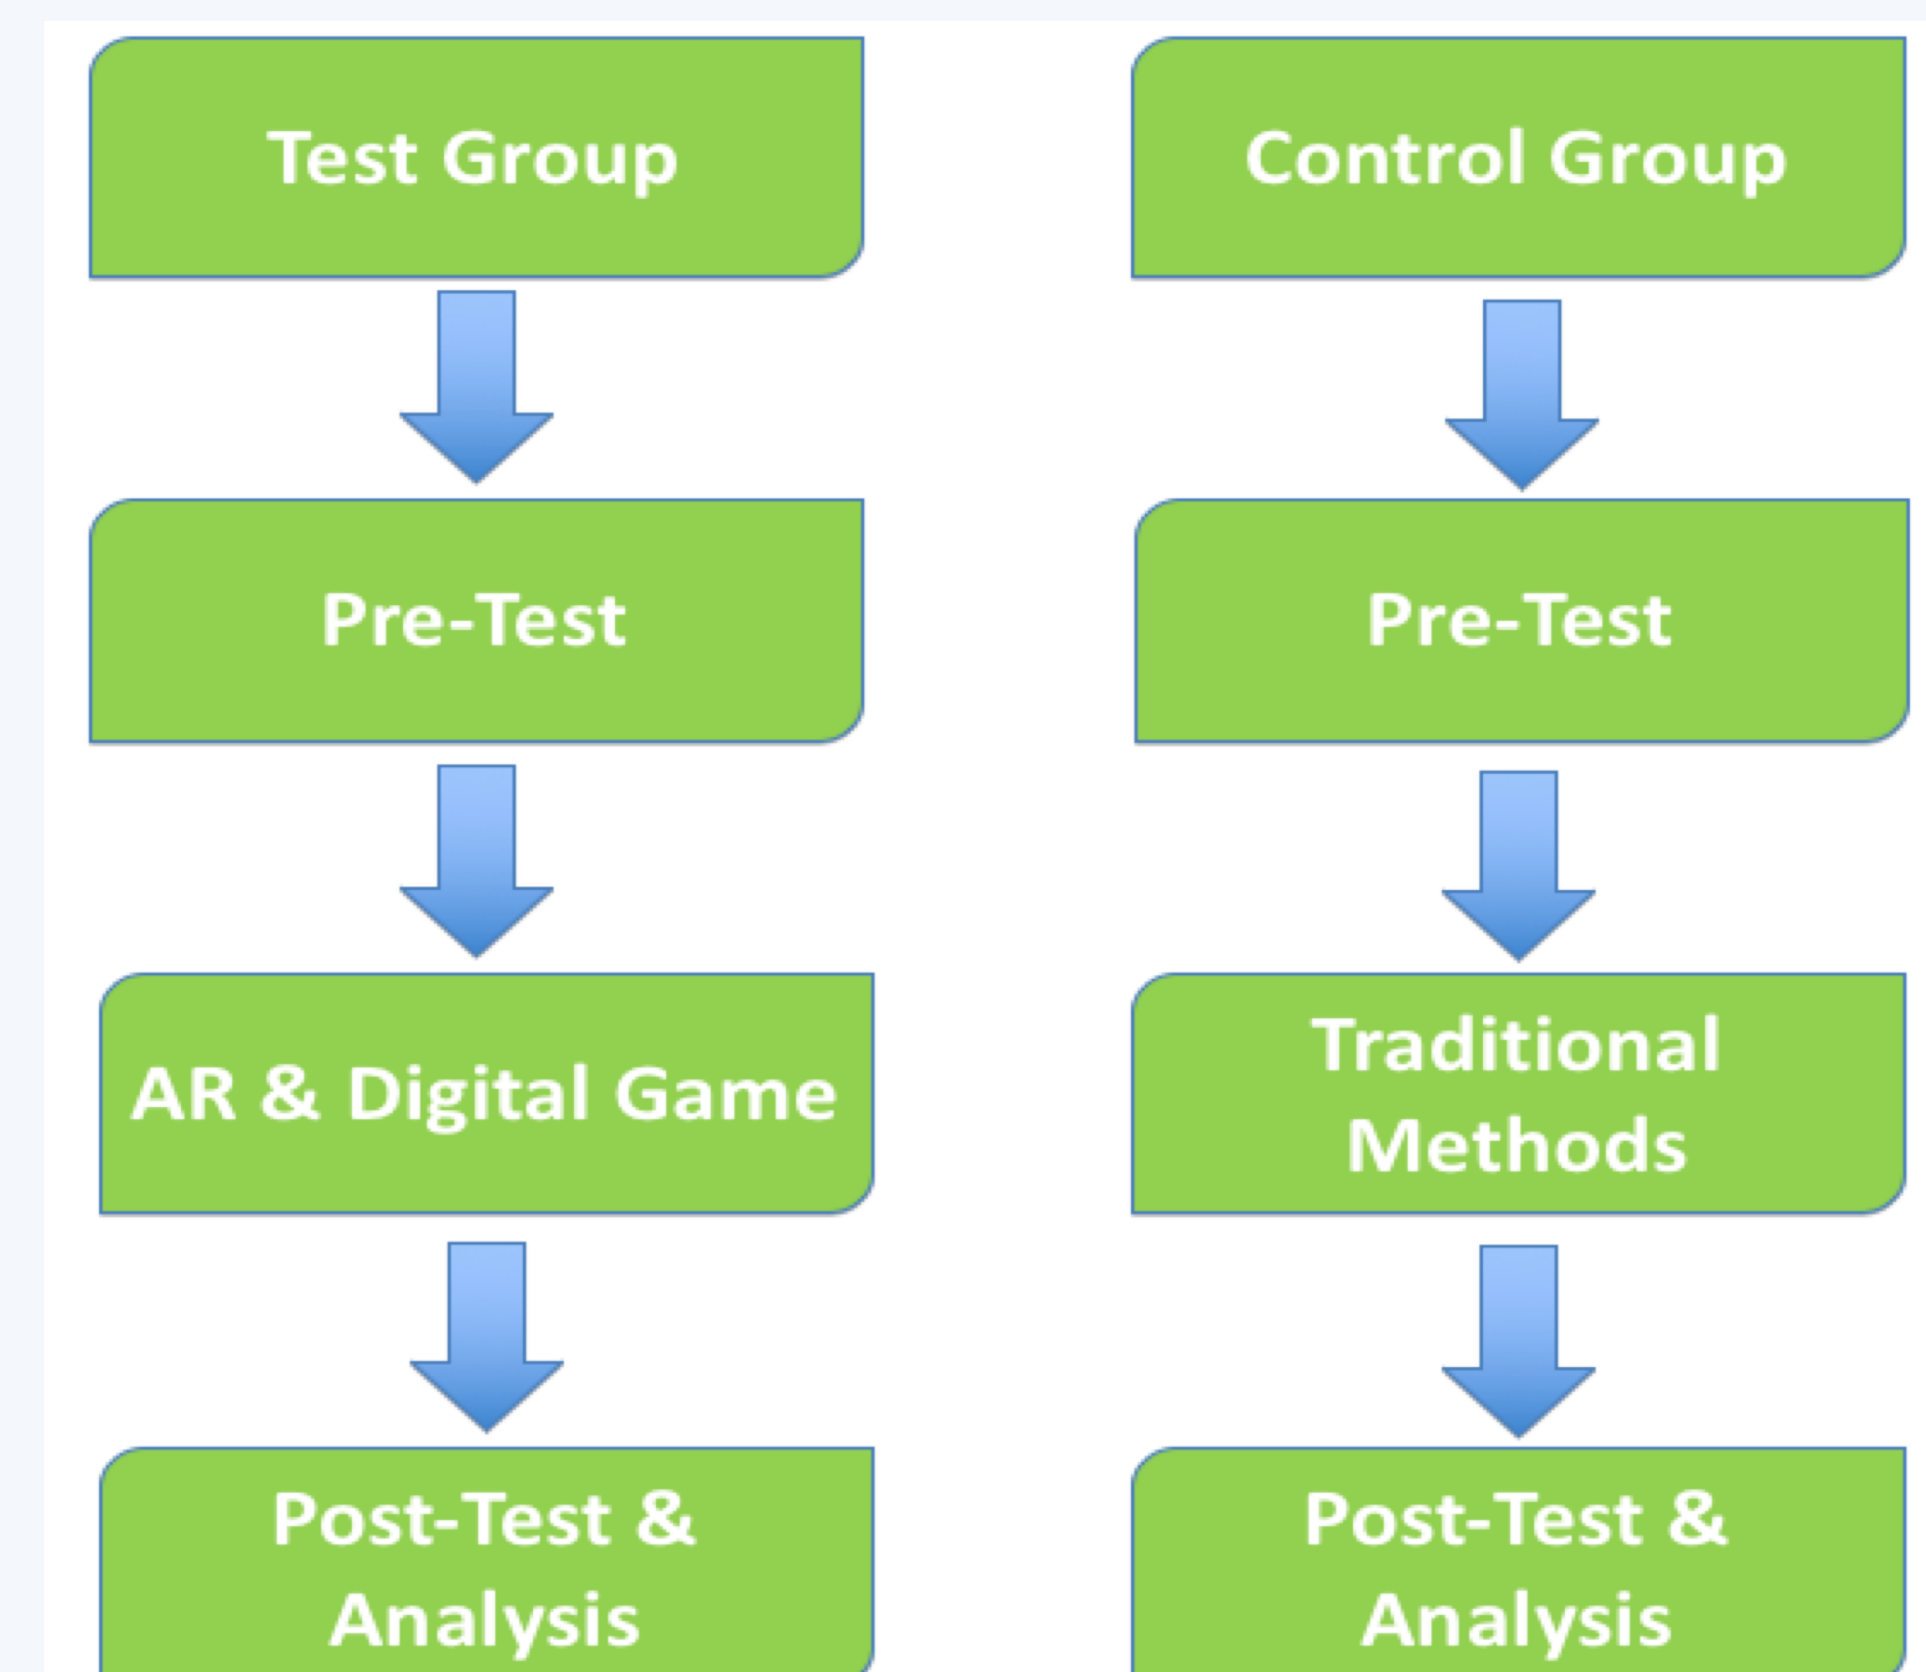 Test Group
Control Group
Pre-Test
Pre-Test
AR & Digital Game
Traditional
Methods
Post-Test &
Analysis
Post-Test &
Analysis